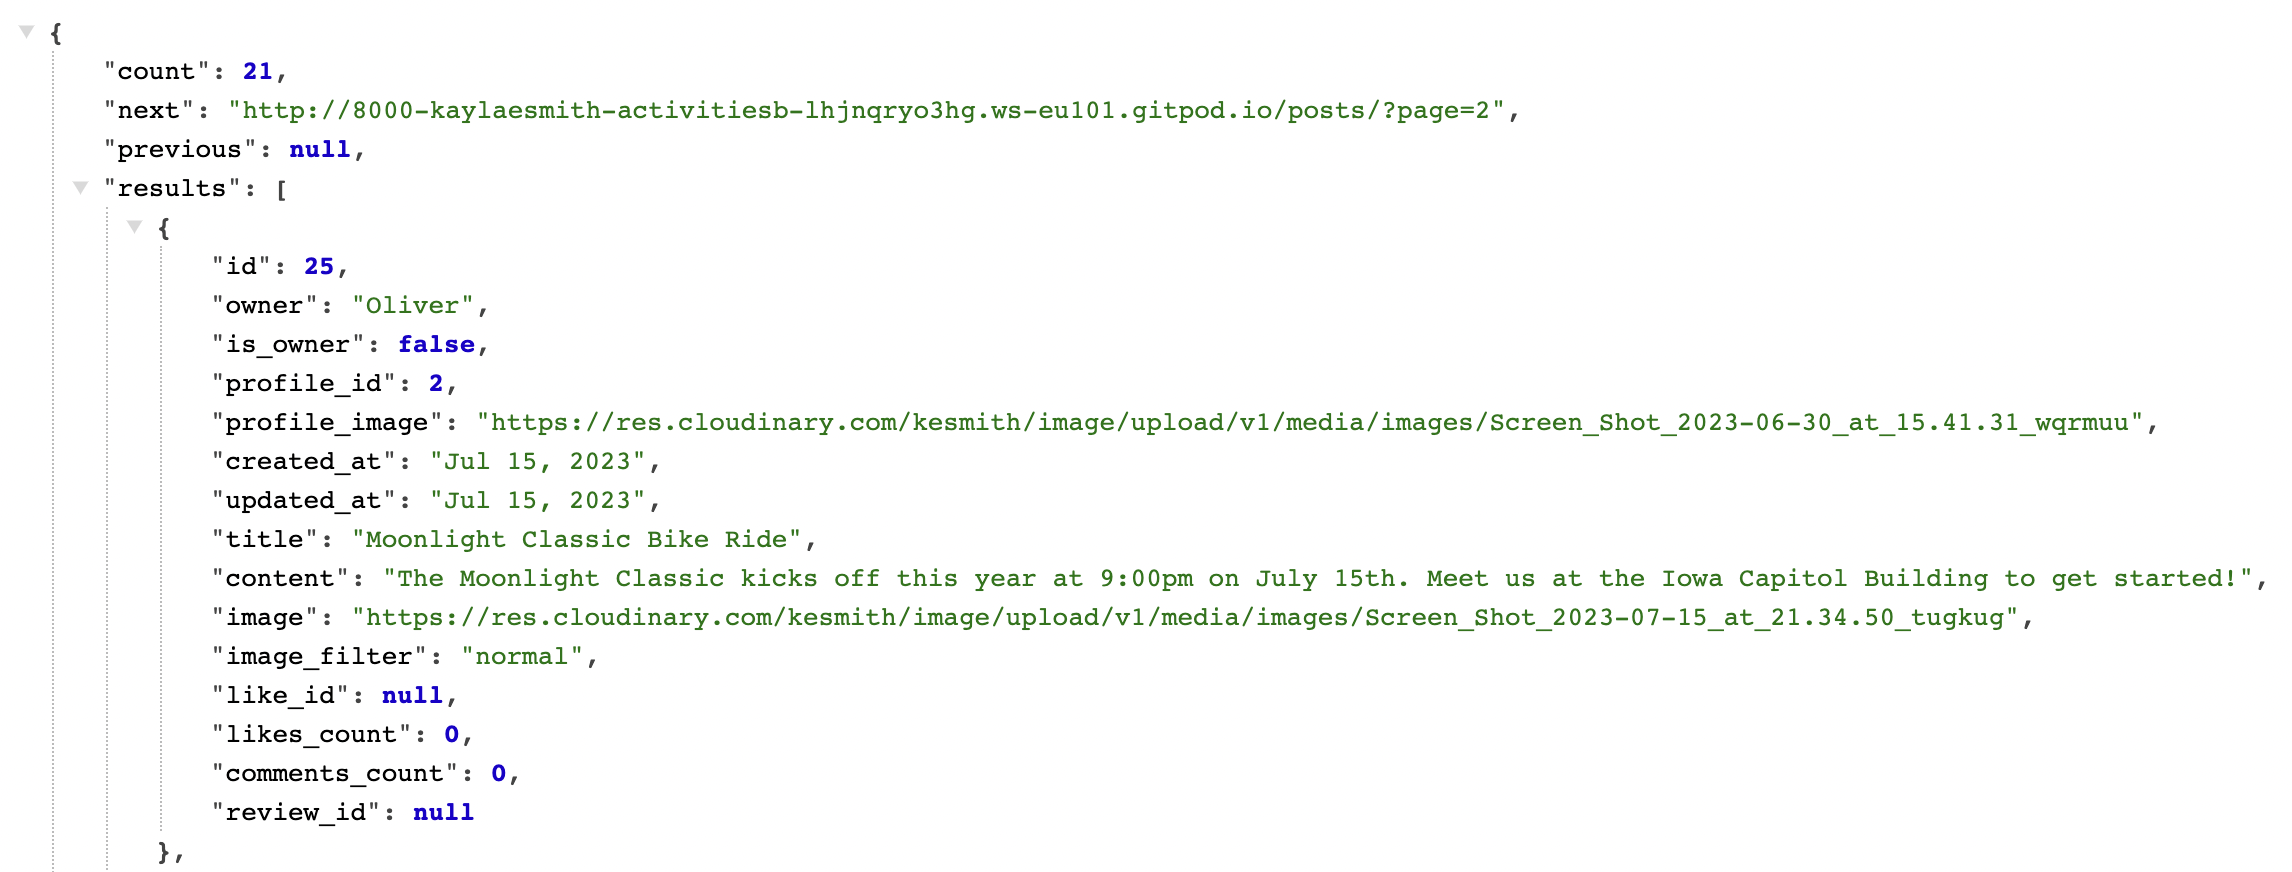 {
"count": 21,
"next": "http://8000-kaylaesmith-activitiesb-lhjnqryo3hg.ws-eu101.gitpod.io/posts/?page=2",
"previous": null,
"results": [
{
"id": 25,
"owner": "Oliver",
"is_owner": false,
"profile_id": 2,
"profile_image": "https://res.cloudinary.com/kesmith/image/upload/v1/media/images/Screen_Shot_2023-06-30_at_15.41.31_wqrmuu",
"created_at": "Jul 15, 2023",
"updated_at": "Jul 15, 2023",
"title": "Moonlight Classic Bike Ride",
"content": "The Moonlight Classic kicks off this year at 9:00pm on July 15th. Meet us at the Iowa Capitol Building to get started!",
"image": "https://res.cloudinary.com/kesmith/image/upload/v1/media/images/Screen_Shot_2023-07-15_at_21.34.50_tugkug",
"image_filter": "normal",
"like_id": null,
"likes_count": 0,
"comments_count": 0,
"review_id": null
},